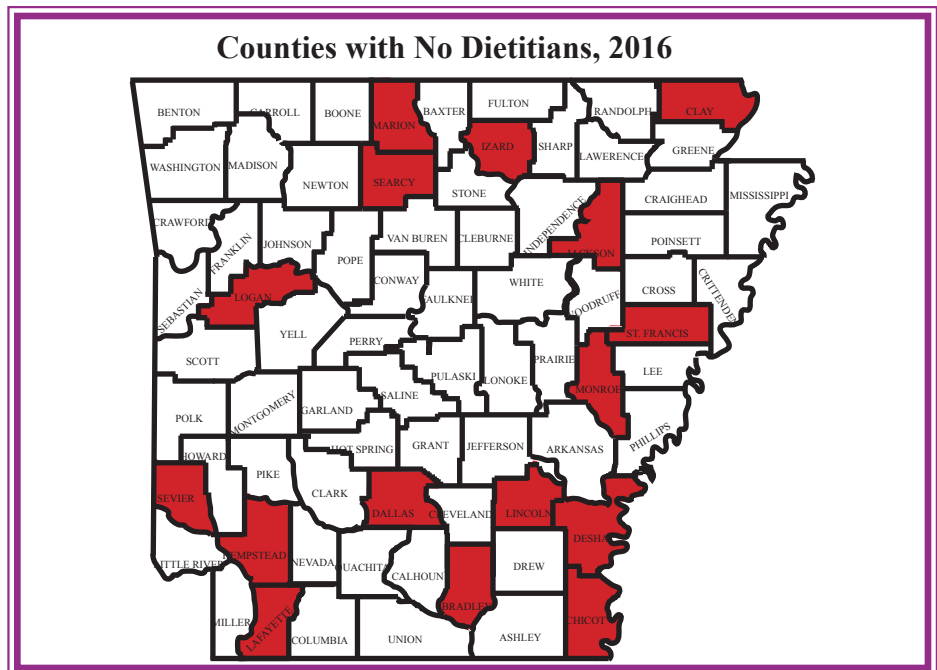 Counties with No Dietitians, 2016
BENTON
CARROLL
BOONE
MARION
BAXTER
FULTON
RANDOLPH
CLAY
WASHINGTON
MADISON
NEWTON
SEARCY
IZARD
SHARP
LAWERENCE
GREENE
STONE
INDEPENDENCE
CRAIGHEAD
MISSISSIPPI
CRAWFORD
FRANKLIN
JOHNSON
POPE
VAN BUREN
CLEBURNE
JACKSON
POINSETT
SEBASTIAN
LOGAN
CONWAY
FAULKNER
WHITE
WOODRUFF
CROSS
CRITTENDEN
SCOTT
YELL
PERRY
PULASKI
LONOKE
PRAIRIE
MONROE
ST. FRANCIS
LEE
POLK
MONTGOMERY
GARLAND
SALINE
PHILLIPS
HOWARD
PIKE
HOT SPRING
GRANT
JEFFERSON
ARKANSAS
SEVIER
CLARK
DALLAS
CLEVELAND
LINCOLN
DESHA
LITTLE RIVER
HEMPSTEAD
NEVADA
OUACHITA
CALHOUN
BRADLEY
DREW
MILLER
LAFAYETTE
COLUMBIA
UNION
ASHLEY
CHICOT